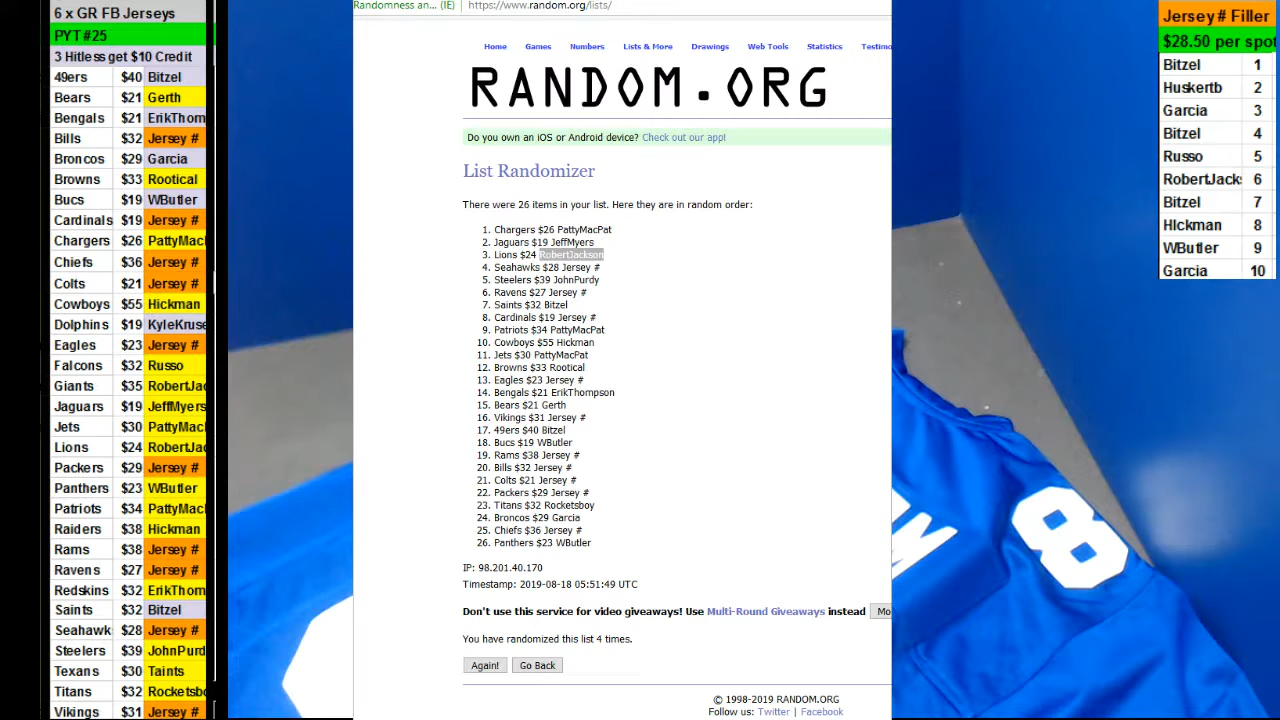 6 x GR FB Jerseys
PYT #25
3 Hitless get $10 Credit
49ers $40 Bitzel
Bears $21 Gerth
Bengals $21 ErikThom
Bills $32 Jersey #
Broncos $29 Garcia
Browns $33 Rootical
Bucs $19 WButler
Cardinals $19 Jersey #
Chargers $26 PattyMac
Chiefs $36 Jersey #
Colts $21 Jersey #
Cowboys $55 Hickman
Dolphins $19 KyleKruse
Eagles $23 Jersey #
Falcons $32 Russo
Giants $35 RobertJac
Jaguars $19 JeffMyers
Jets $30 PattyMac
Lions $24 RobertJac
Packers $29 Jersey #
Panthers $23 WButler
Patriots $34 PattyMac
Raiders $38 Hickman
Rams $38 Jersey #
Ravens $27 Jersey #
Redskins $32 ErikThom
Saints $32 Bitzel
Seahawk $28 Jersey #
Steelers $39 JohnPurd
Texans $30 Taints
Titans $32 Rocketsbo
Vikings $31 Jersey #
Randomness an... (IE) https://www.random.org/lists/
Home Games Numbers Lists & More Drawings Web Tools Statistics Testimo
RANDOM.ORG
Do you own an iOS or Android device? Check out our app!
List Randomizer
There were 26 items in your list. Here they are in random order:
1. Chargers $26 PattyMacPat
2. Jaguars $19 JeffMyers
3. Lions $24 RobertJackson
4. Seahawks $28 Jersey #
5. Steelers $39 JohnPurdy
6. Ravens $27 Jersey #
7. Saints $32 Bitzel
8. Cardinals $19 Jersey #
9. Patriots $34 PattyMacPat
10. Cowboys $55 Hickman
11. Jets $30 PattyMacPat
12. Browns $33 Rootical
13. Eagles $23 Jersey #
14. Bengals $21 ErikThompson
15. Bears $21 Gerth
16. Vikings $31 Jersey #
17. 49ers $40 Bitzel
18. Bucs $19 WButler
19. Rams $38 Jersey #
20. Bills $32 Jersey #
21. Colts $21 Jersey #
22. Packers $29 Jersey #
23. Titans $32 Rocketsboy
24. Broncos $29 Garcia
25. Chiefs $36 Jersey #
26. Panthers $23 WButler
IP: 98.201.40.170
Timestamp: 2019-08-18 05:51:49 UTC
Don't use this service for video giveaways! Use Multi-Round Giveaways instead Mo
You have randomized this list 4 times.
Again! Go Back
© 1998-2019 RANDOM.ORG
Follow us: Twitter | Facebook
Jersey # Filler
$28.50 per spot
Bitzel 1
Huskertb 2
Garcia 3
Bitzel 4
Russo 5
RobertJacks 6
Bitzel 7
HIckman 8
WButler 9
Garcia 10
8